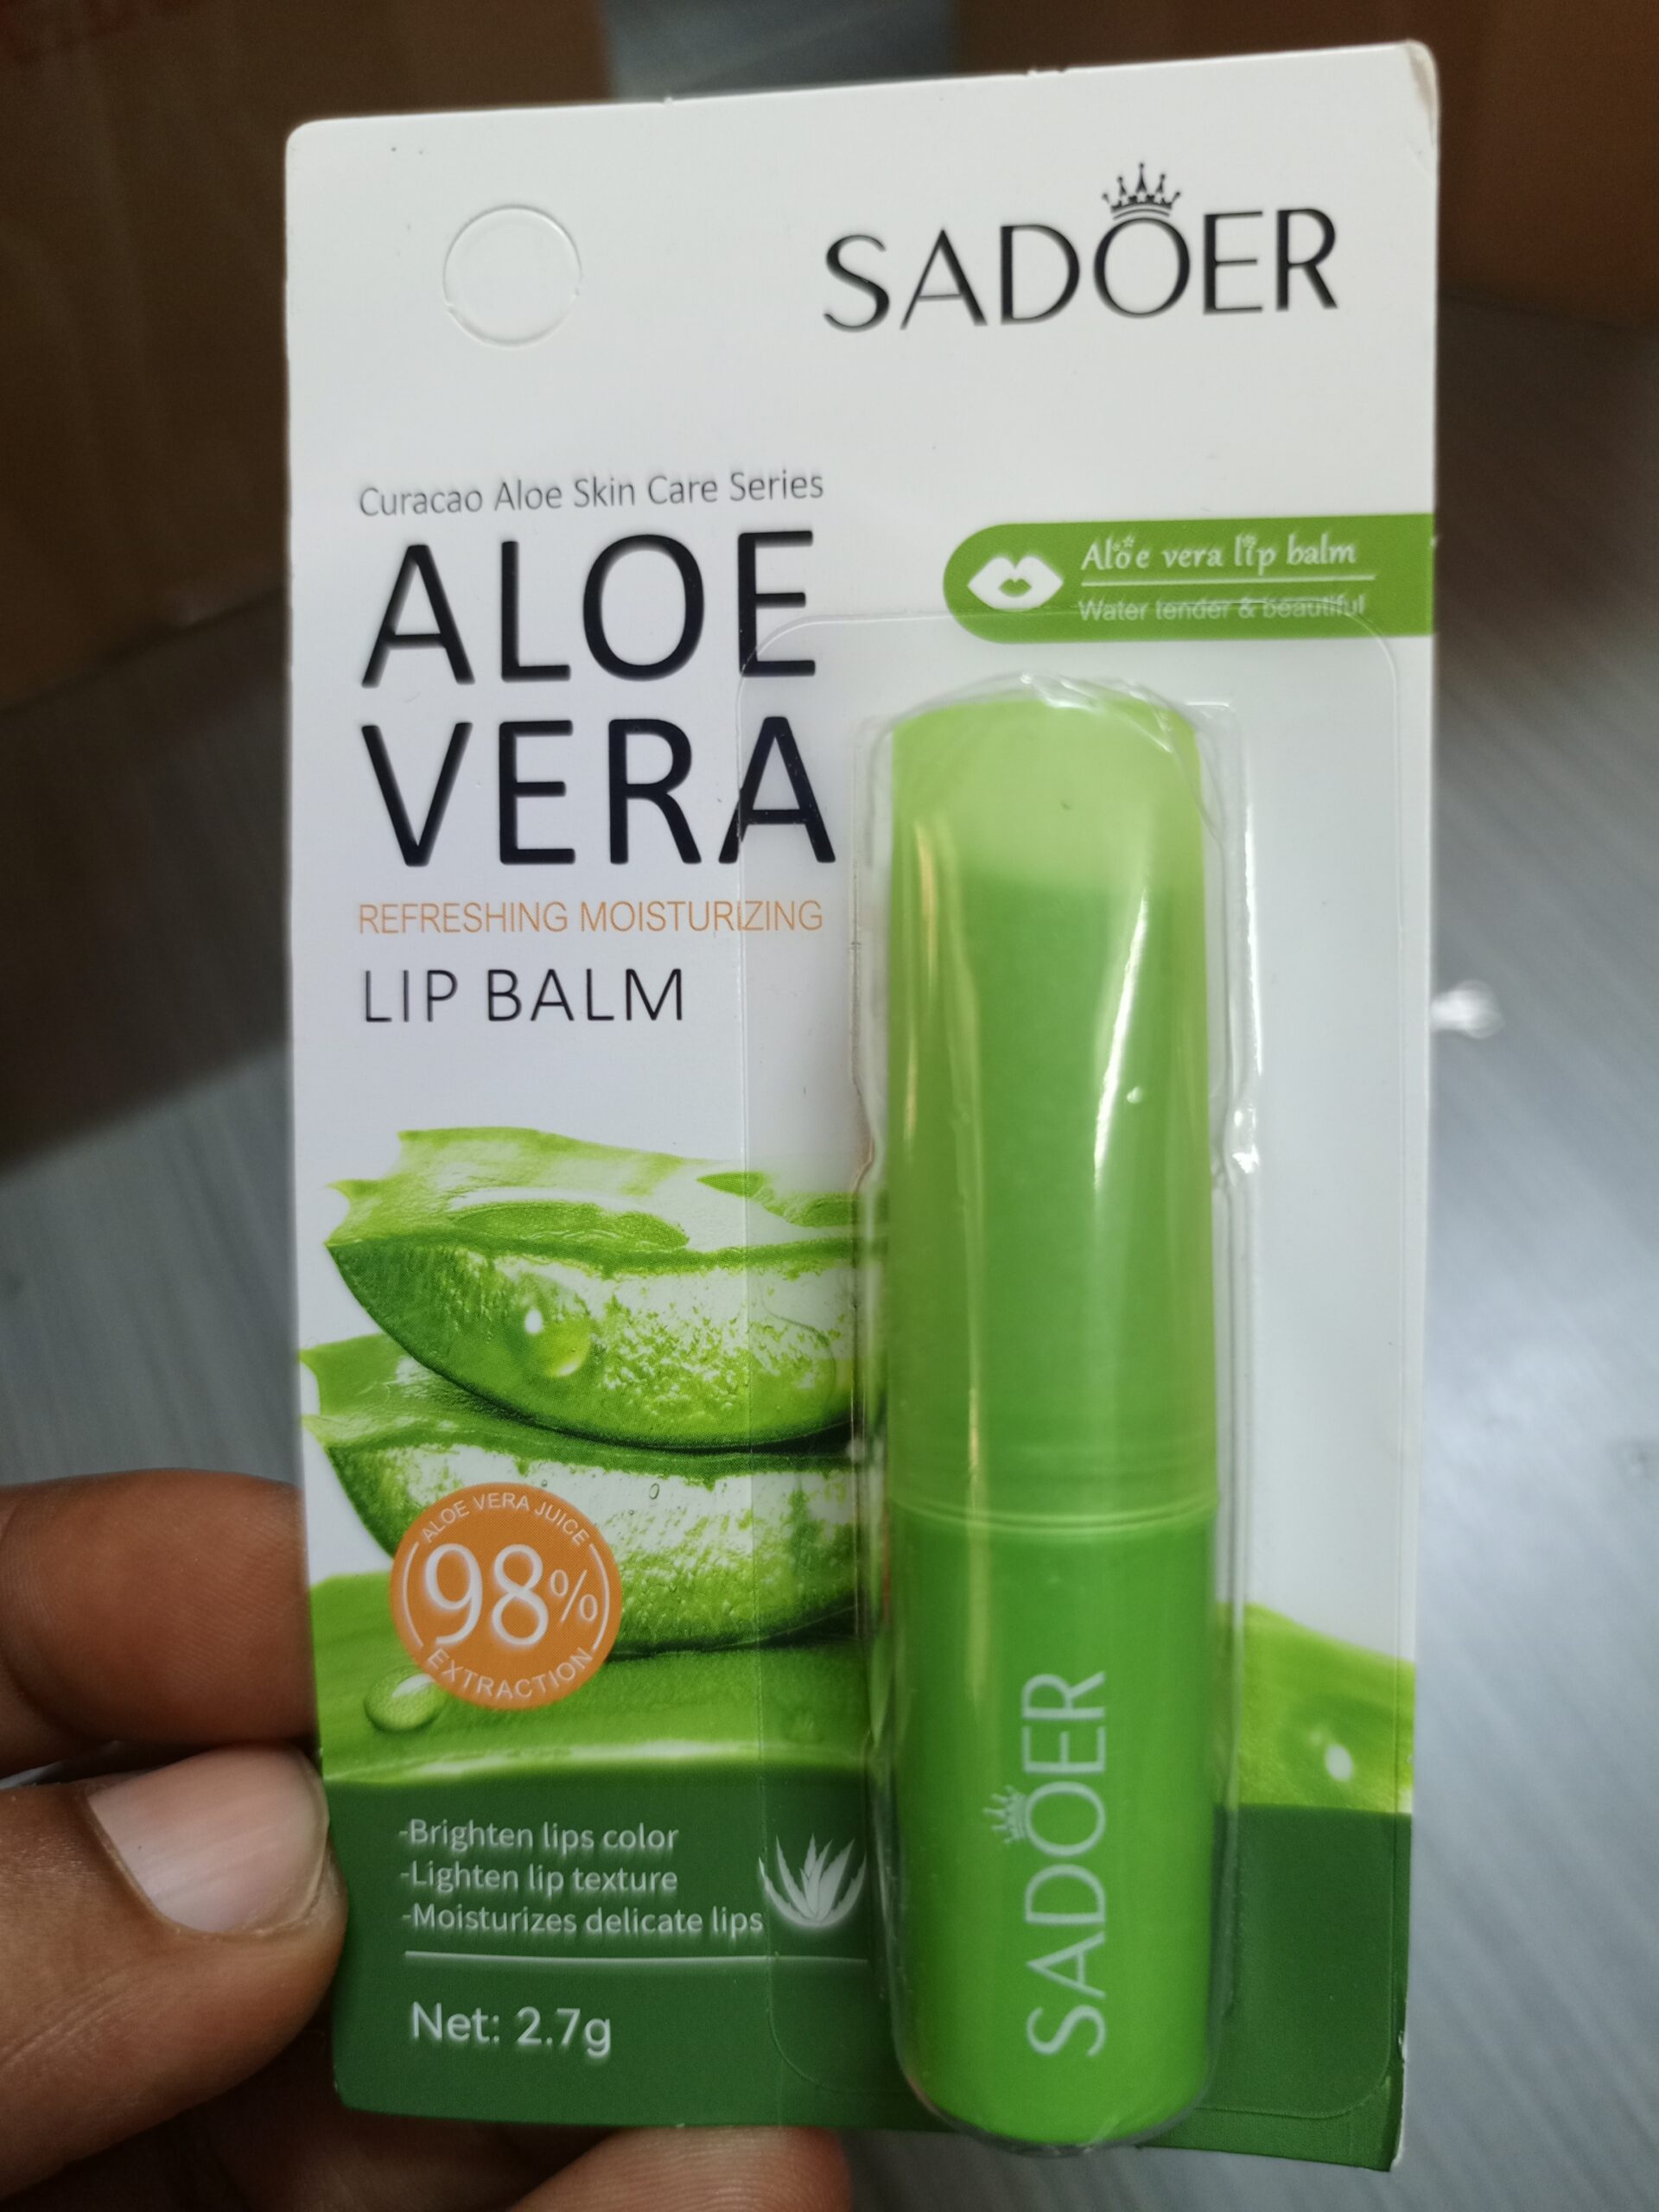 SADOER
Curacao Aloe Skin Care Series
ALOE
VERA
REFRESHING MOISTURIZING
LIP BALM
Aloe vera lip balm
Water tender & beautiful
ALOE VERA JUICE
98%
EXTRACTION
-Brighten lips color
-Lighten lip texture
-Moisturizes delicate lips
Net: 2.7g
SADOER